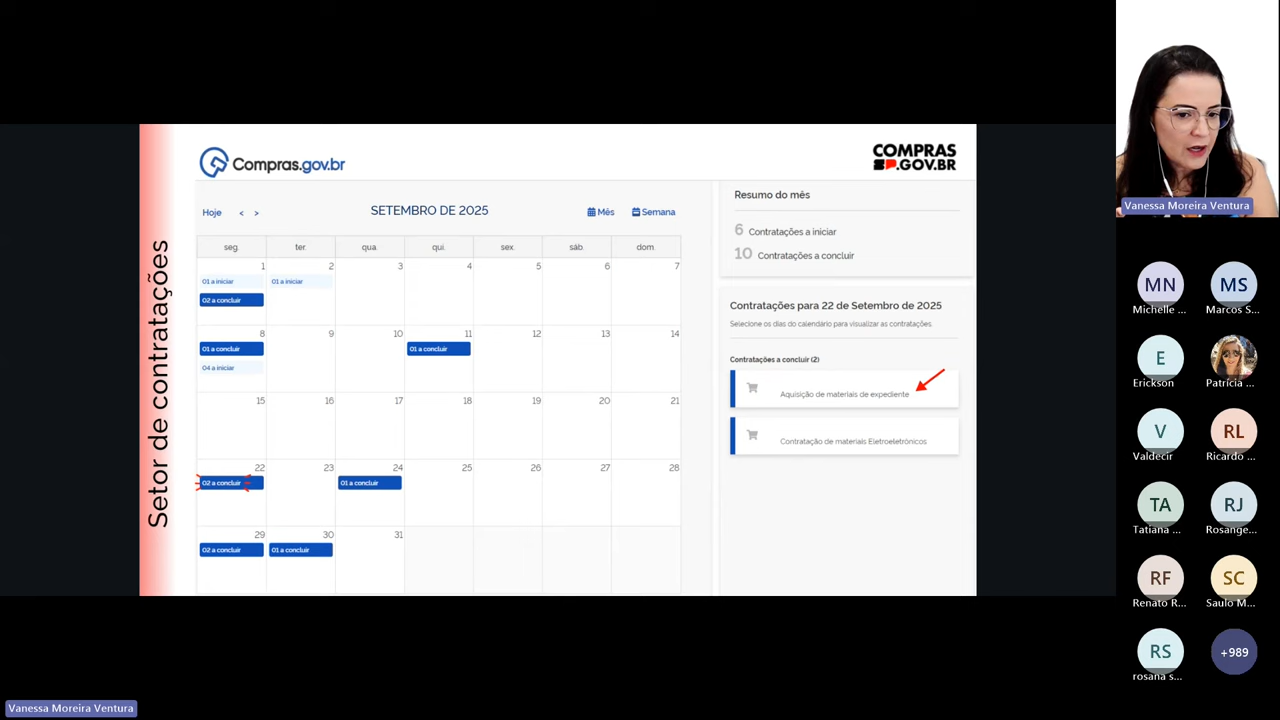 Setor de contratações
Compras.gov.br
COMPRAS
.GOV.BR
Hoje < >
SETEMBRO DE 2025
Mês
Semana
seg. ter. qua. qui. sex. sáb. dom.
1 2 3 4 5 6 7
01 a iniciar 01 a iniciar
02 a concluir
8 9 10 11 12 13 14
01 a concluir 01 a concluir
04 a iniciar
15 16 17 18 19 20 21
22 23 24 25 26 27 28
02 a concluir 01 a concluir
29 30 31
02 a concluir 01 a concluir
Resumo do mês
6 Contratações a iniciar
10 Contratações a concluir
Contratações para 22 de Setembro de 2025
Selecione os dias do calendário para visualizar as contratações.
Contratações a concluir (2)
Aquisição de materiais de expediente
Contratação de materiais Eletroeletrônicos
Vanessa Moreira Ventura
MN MS
Michelle ... Marcos S...
E
Erickson Patrícia ...
V RL
Valdecir Ricardo ...
TA RJ
Tatiana ... Rosange...
RF SC
Renato R... Saulo M...
RS +989
rosana s...
Vanessa Moreira Ventura